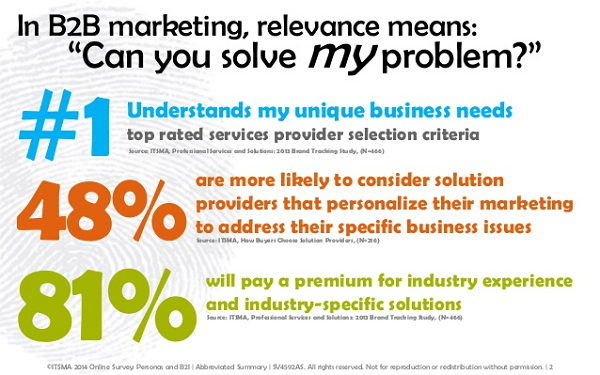 In B2B marketing, relevance means:
“Can you solve my problem?”
#1
Understands my unique business needs
top rated services provider selection criteria
Source: ITSMA, Professional Services and Solutions: 2013 Brand Tracking Study, (N=466)
48%
are more likely to consider solution
providers that personalize their marketing
to address their specific business issues
Source: ITSMA, How Buyers Choose Solution Providers, (N=216)
81%
will pay a premium for industry experience
and industry-specific solutions
Source: ITSMA, Professional Services and Solutions: 2013 Brand Tracking Study, (N=466)
©ITSMA 2014 Online Survey: Personas and B2I | Abbreviated Summary | SV4592AS. All rights reserved. Not for reproduction or redistribution without permission. | 2